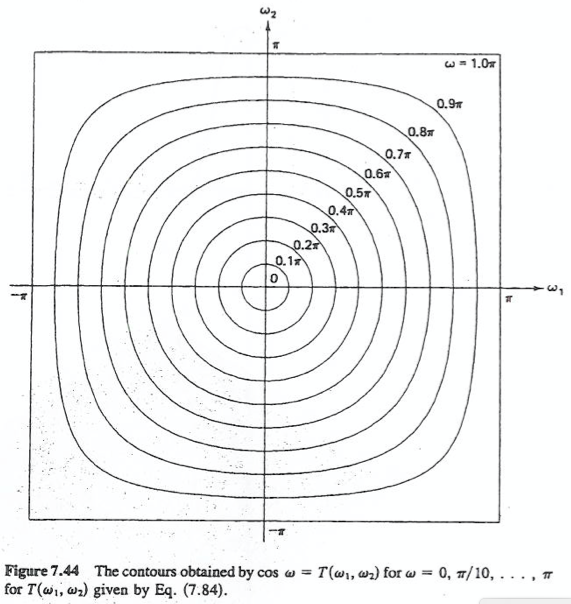 ω₂
π
ω = 1.0π
0.9π
0.8π
0.7π
0.6π
0.5π
0.4π
0.3π
0.2π
0.1π
0
−π
π
ω₁
−π
Figure 7.44 The contours obtained by cos ω = T(ω₁, ω₂) for ω = 0, π/10, . . . , π
for T(ω₁, ω₂) given by Eq. (7.84).